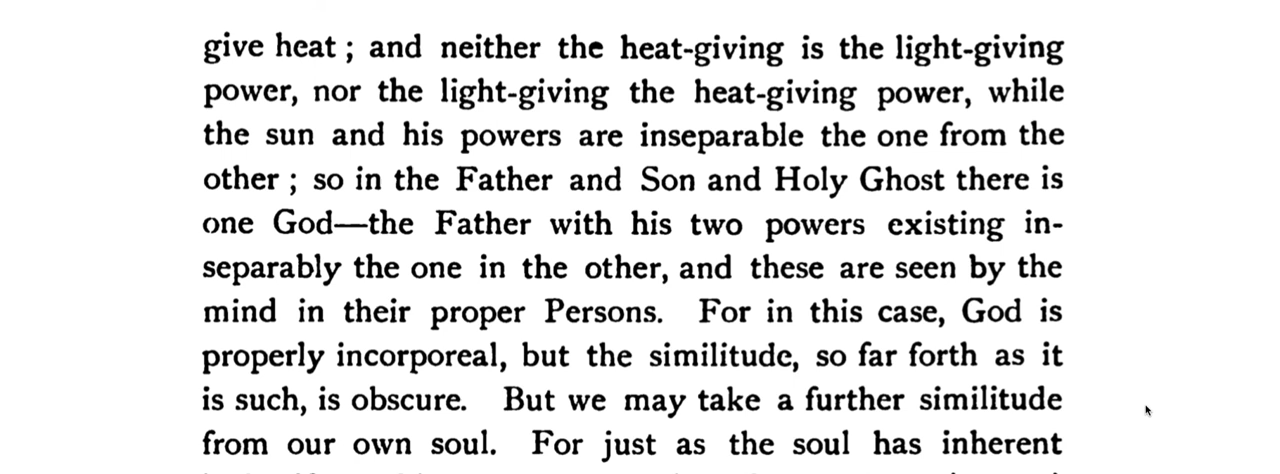 give heat ; and neither the heat-giving is the light-giving
power, nor the light-giving the heat-giving power, while
the sun and his powers are inseparable the one from the
other ; so in the Father and Son and Holy Ghost there is
one God—the Father with his two powers existing in-
separably the one in the other, and these are seen by the
mind in their proper Persons. For in this case, God is
properly incorporeal, but the similitude, so far forth as it
is such, is obscure. But we may take a further similitude
from our own soul. For just as the soul has inherent